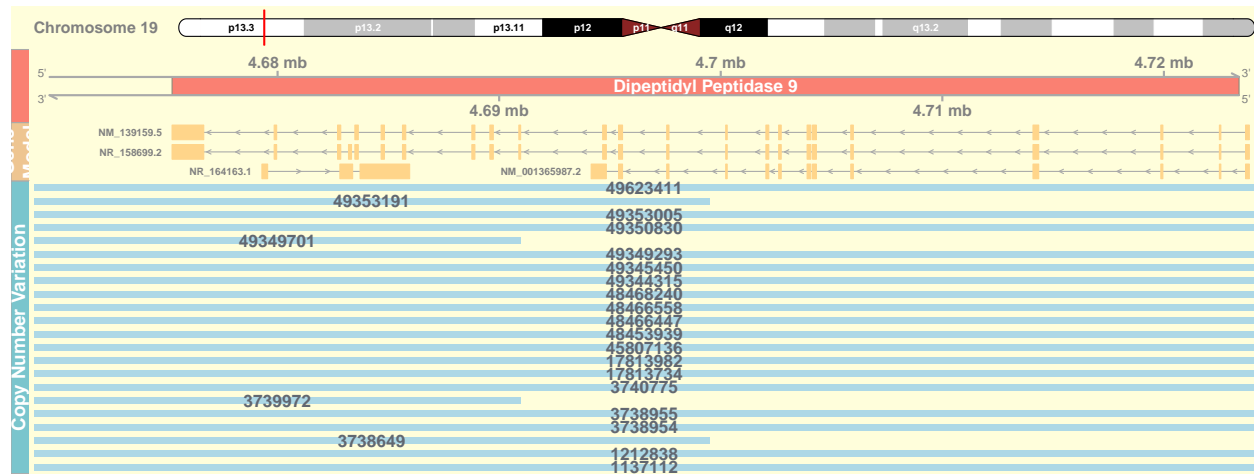 Chromosome 19
p13.3 p13.2 p13.11 p12 p11 q11 q12 q13.2
4.68 mb 4.7 mb 4.72 mb
5' 3'
Dipeptidyl Peptidase 9
3' 5'
4.69 mb 4.71 mb
Model
NM_139159.5
NR_158699.2
NR_164163.1 NM_001365987.2
Copy Number Variation
49623411
49353191
49353005
49350830
49349701
49349293
49345450
49344315
48468240
48466558
48466447
48453939
45807136
17813982
17813734
3740775
3739972
3738955
3738954
3738649
1212838
1137112